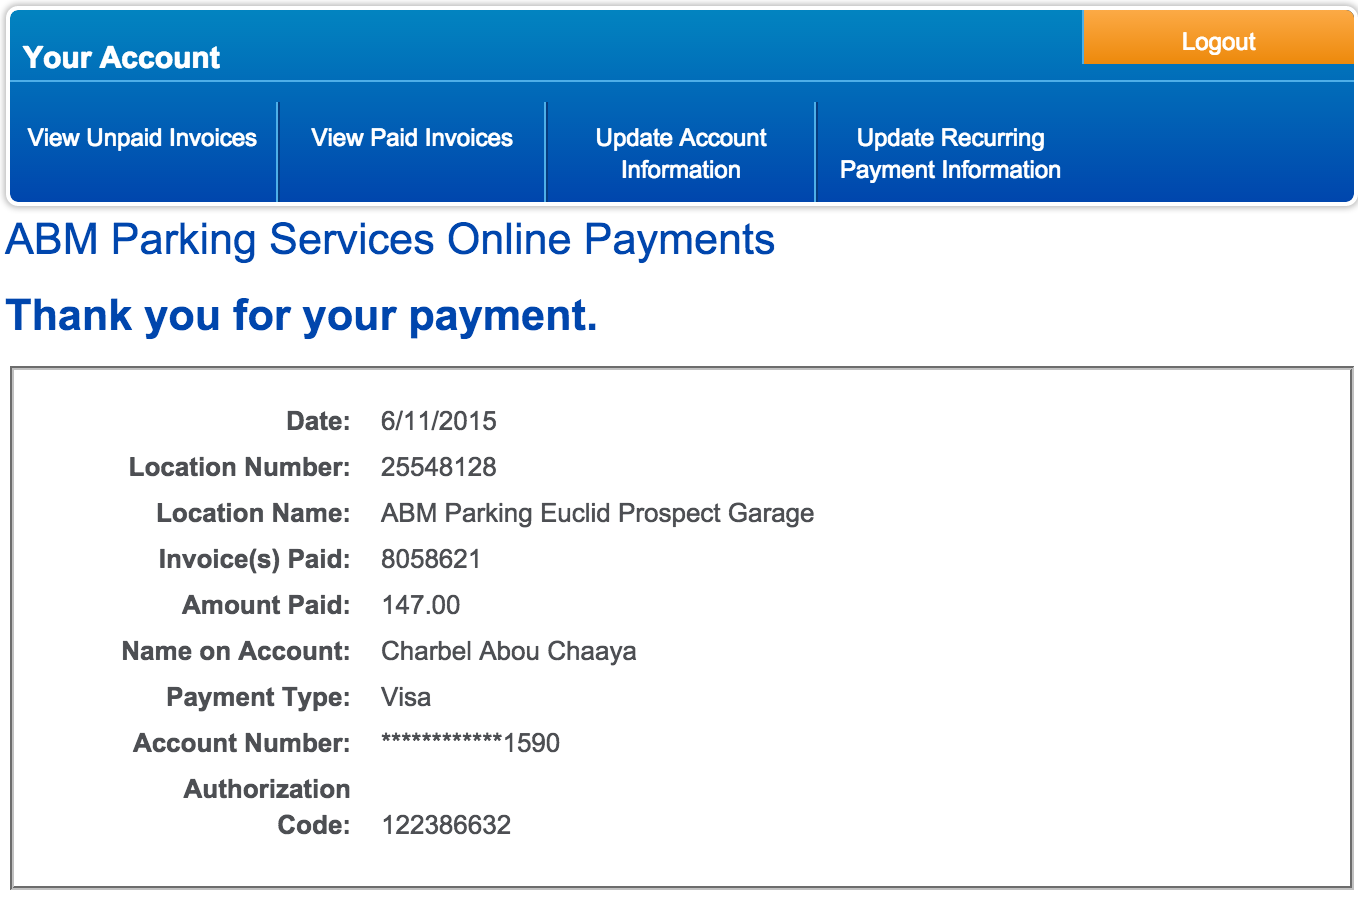 Your Account
Logout
View Unpaid Invoices
View Paid Invoices
Update Account
Information
Update Recurring
Payment Information
ABM Parking Services Online Payments
Thank you for your payment.
Date: 6/11/2015
Location Number: 25548128
Location Name: ABM Parking Euclid Prospect Garage
Invoice(s) Paid: 8058621
Amount Paid: 147.00
Name on Account: Charbel Abou Chaaya
Payment Type: Visa
Account Number: ************1590
Authorization
Code: 122386632